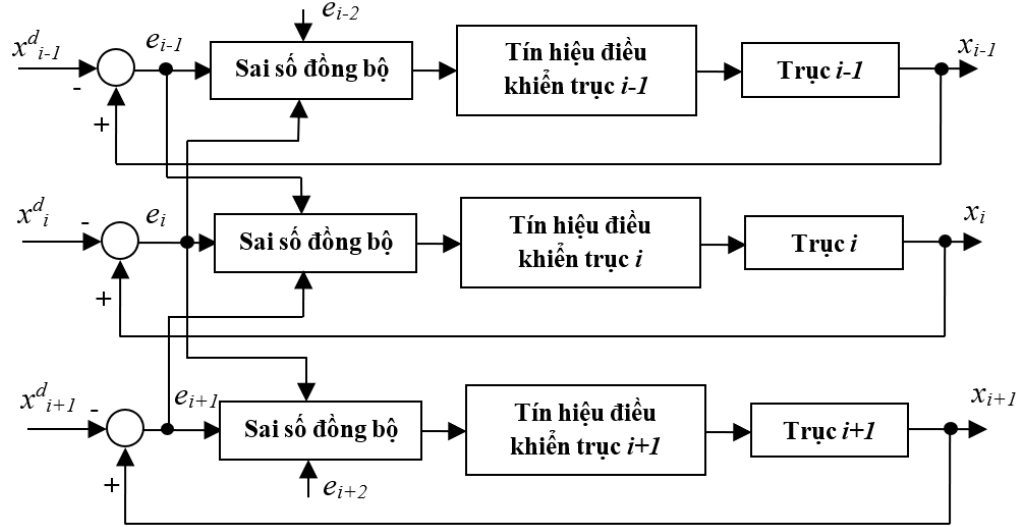 e_{i-2}
x^d_{i-1} e_{i-1} x_{i-1}
-
Sai số đồng bộ
Tín hiệu điều
khiển trục i-1
Trục i-1
+
x^d_i - e_i x_i
Sai số đồng bộ
Tín hiệu điều
khiển trục i
Trục i
+
x^d_{i+1} - e_{i+1} x_{i+1}
Sai số đồng bộ
Tín hiệu điều
khiển trục i+1
Trục i+1
+
e_{i+2}